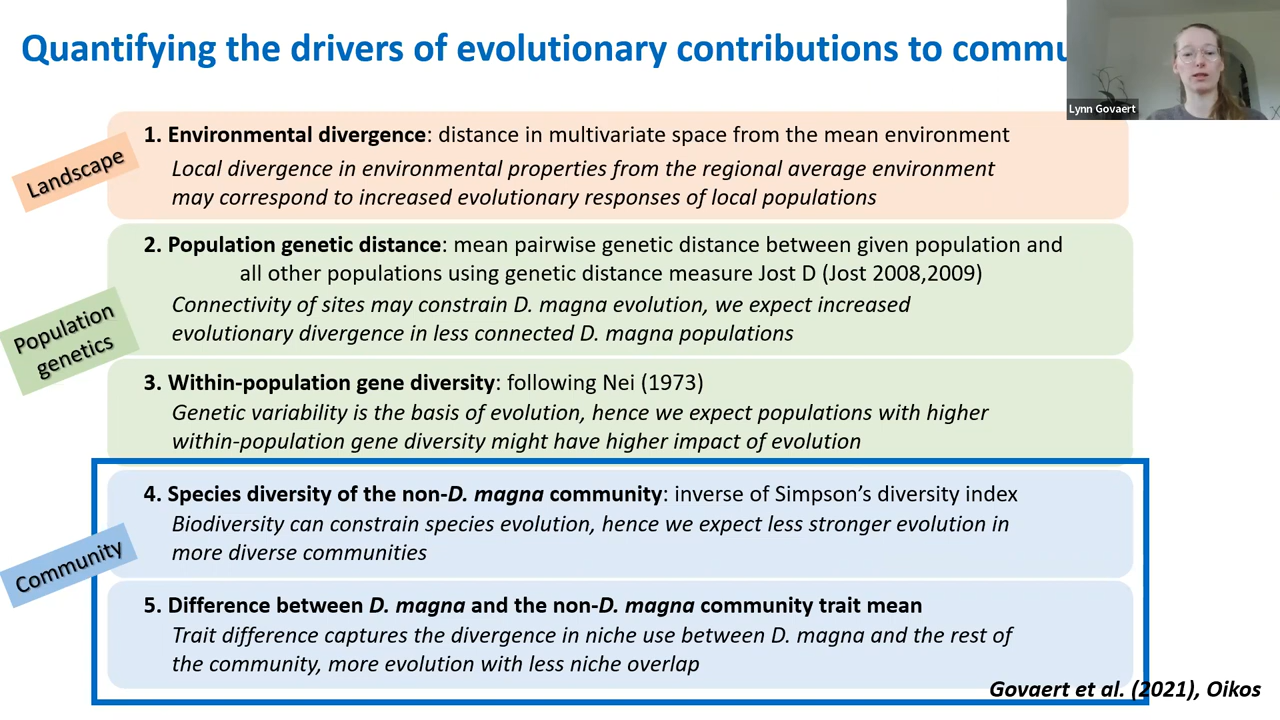 Quantifying the drivers of evolutionary contributions to commu
Lynn Govaert
Landscape
1. Environmental divergence: distance in multivariate space from the mean environment
Local divergence in environmental properties from the regional average environment
may correspond to increased evolutionary responses of local populations
Population
genetics
2. Population genetic distance: mean pairwise genetic distance between given population and
all other populations using genetic distance measure Jost D (Jost 2008,2009)
Connectivity of sites may constrain D. magna evolution, we expect increased
evolutionary divergence in less connected D. magna populations
3. Within-population gene diversity: following Nei (1973)
Genetic variability is the basis of evolution, hence we expect populations with higher
within-population gene diversity might have higher impact of evolution
Community
4. Species diversity of the non-D. magna community: inverse of Simpson’s diversity index
Biodiversity can constrain species evolution, hence we expect less stronger evolution in
more diverse communities
5. Difference between D. magna and the non-D. magna community trait mean
Trait difference captures the divergence in niche use between D. magna and the rest of
the community, more evolution with less niche overlap
Govaert et al. (2021), Oikos